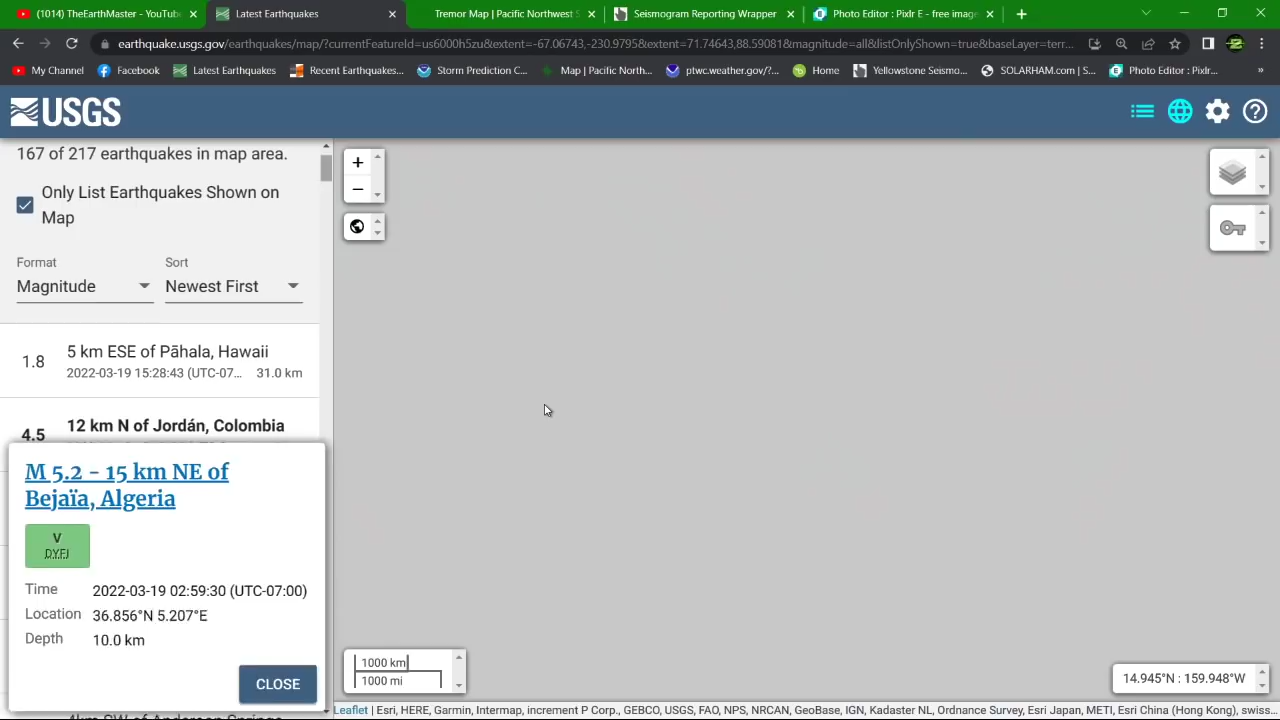 (1014) TheEarthMaster - YouTub
Latest Earthquakes
Tremor Map | Pacific Northwest S
Seismogram Reporting Wrapper
Photo Editor : Pixlr E - free imag
earthquake.usgs.gov/earthquakes/map/?currentFeatureId=us6000h5zu&extent=-67.06743,-230.9795&extent=71.74643,88.59081&magnitude=all&listOnlyShown=true&baseLayer=terr...
My Channel
Facebook
Latest Earthquakes
Recent Earthquakes...
Storm Prediction C...
Map | Pacific North...
ptwc.weather.gov/?...
Home
Yellowstone Seismo...
SOLARHAM.com | S...
Photo Editor : Pixlr...
»
USGS
167 of 217 earthquakes in map area.
Only List Earthquakes Shown on
Map
Format
Sort
Magnitude
Newest First
1.8
5 km ESE of Pāhala, Hawaii
2022-03-19 15:28:43 (UTC-07... 31.0 km
4.5
12 km N of Jordán, Colombia
M 5.2 - 15 km NE of
Bejaïa, Algeria
V
DYFI
Time 2022-03-19 02:59:30 (UTC-07:00)
Location 36.856°N 5.207°E
Depth 10.0 km
CLOSE
+
−
1000 km
1000 mi
14.945°N : 159.948°W
Leaflet | Esri, HERE, Garmin, Intermap, increment P Corp., GEBCO, USGS, FAO, NPS, NRCAN, GeoBase, IGN, Kadaster NL, Ordnance Survey, Esri Japan, METI, Esri China (Hong Kong), swiss...